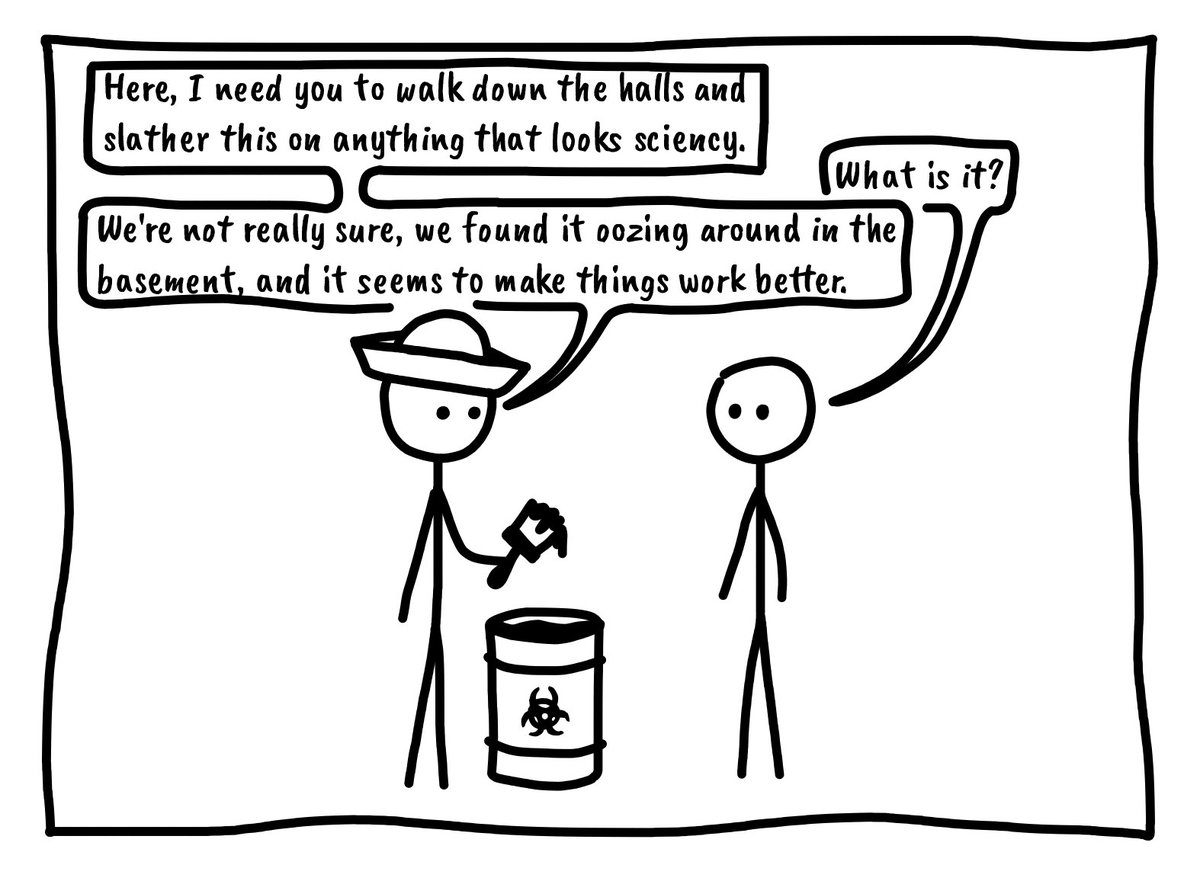 Here, I need you to walk down the halls and
slather this on anything that looks sciency.
What is it?
We're not really sure, we found it oozing around in the
basement, and it seems to make things work better.